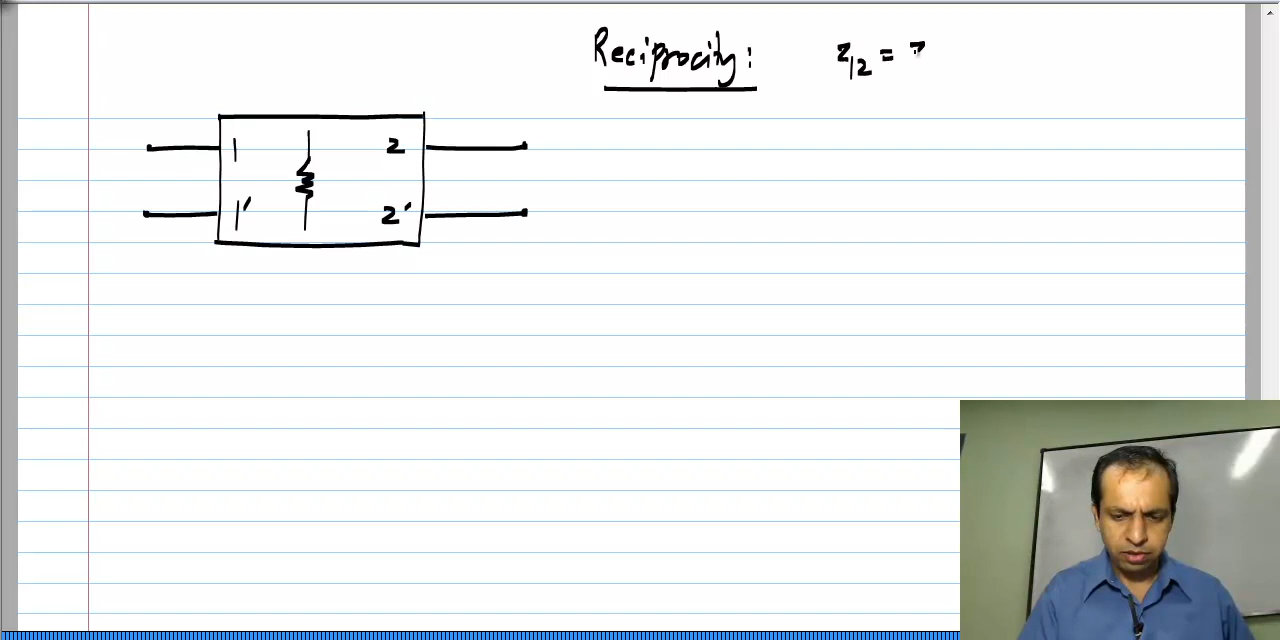 Reciprocity: z₁₂ = z
1 2
1' 2'